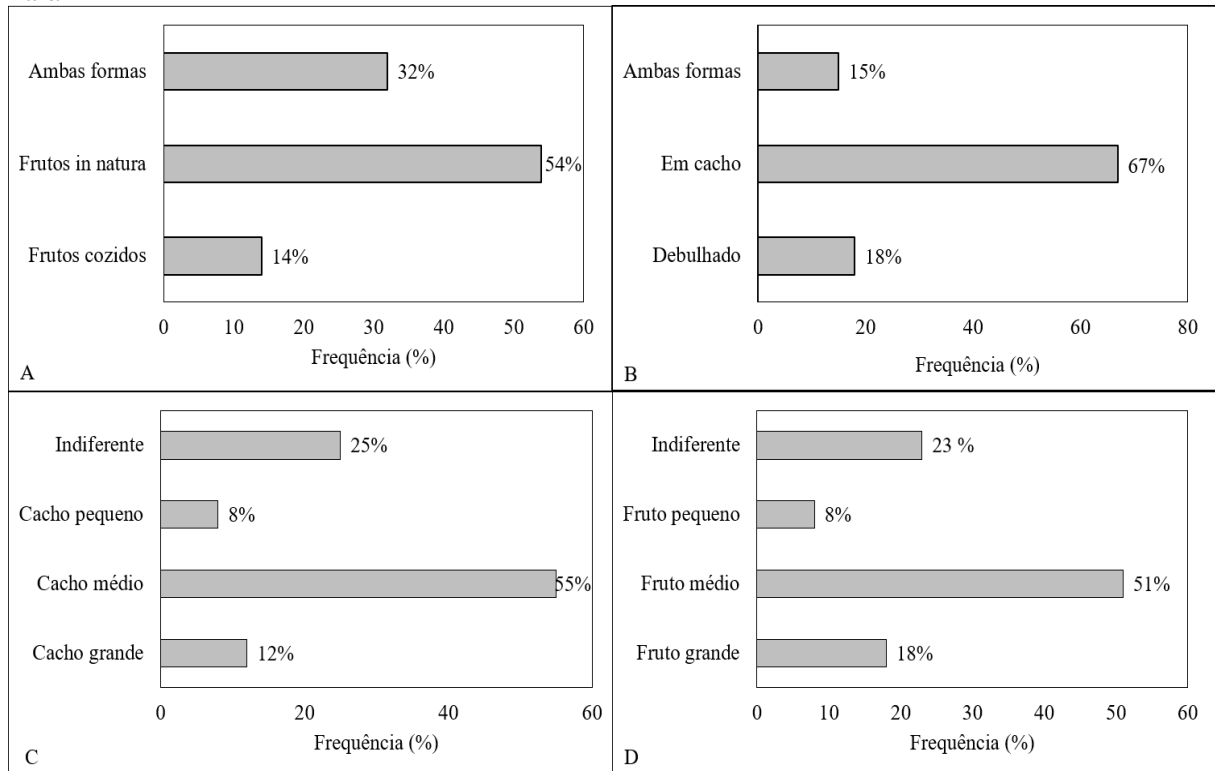 Ambas formas
32%
Frutos in natura
54%
Frutos cozidos
14%
0 10 20 30 40 50 60
Frequência (%)
A
Ambas formas
15%
Em cacho
67%
Debulhado
18%
0 20 40 60 80
Frequência (%)
B
Indiferente
25%
Cacho pequeno
8%
Cacho médio
55%
Cacho grande
12%
0 20 40 60
Frequência (%)
C
Indiferente
23 %
Fruto pequeno
8%
Fruto médio
51%
Fruto grande
18%
0 10 20 30 40 50 60
Frequência (%)
D